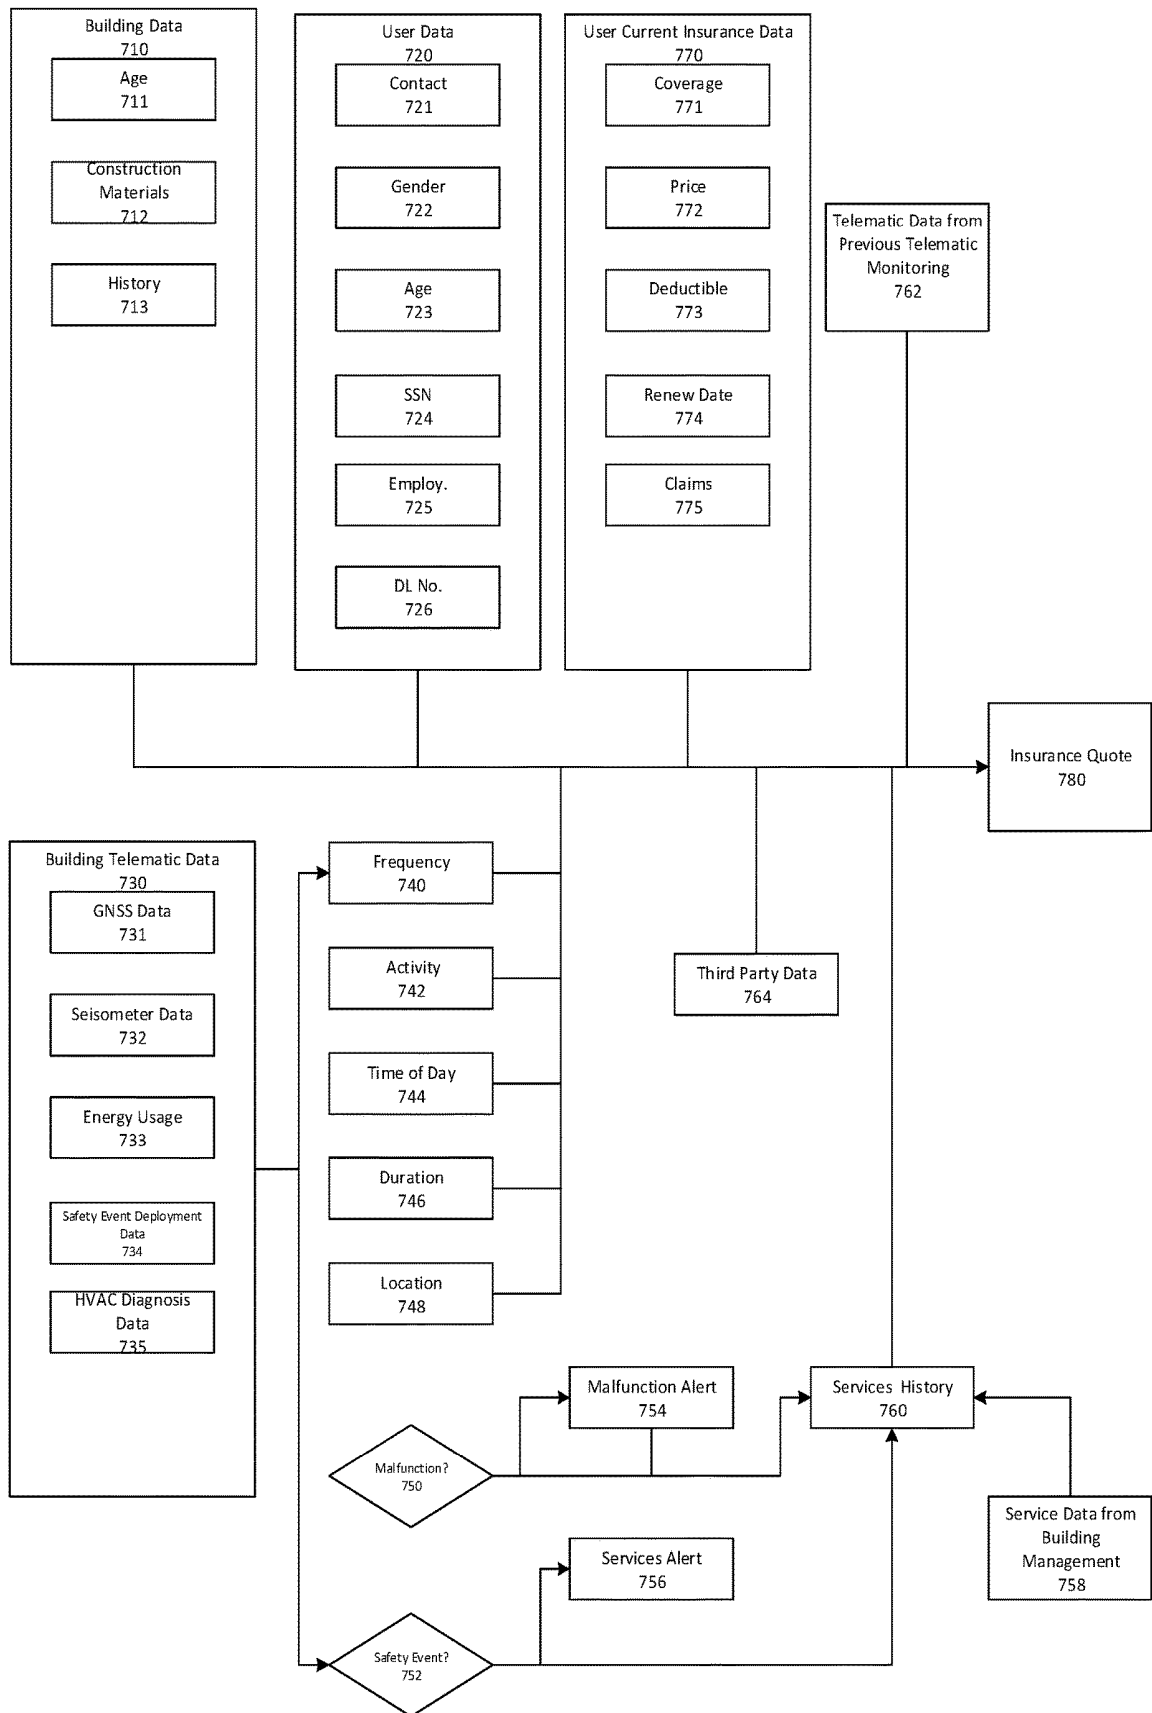 Building Data
710
Age
711
Construction
Materials
712
History
713
User Data
720
Contact
721
Gender
722
Age
723
SSN
724
Employ.
725
DL No.
726
User Current Insurance Data
770
Coverage
771
Price
772
Deductible
773
Renew Date
774
Claims
775
Telematic Data from
Previous Telematic
Monitoring
762
Insurance Quote
780
Building Telematic Data
730
GNSS Data
731
Seisometer Data
732
Energy Usage
733
Safety Event Deployment
Data
734
HVAC Diagnosis
Data
735
Frequency
740
Activity
742
Time of Day
744
Duration
746
Location
748
Third Party Data
764
Malfunction?
750
Malfunction Alert
754
Services History
760
Safety Event?
752
Services Alert
756
Service Data from
Building
Management
758